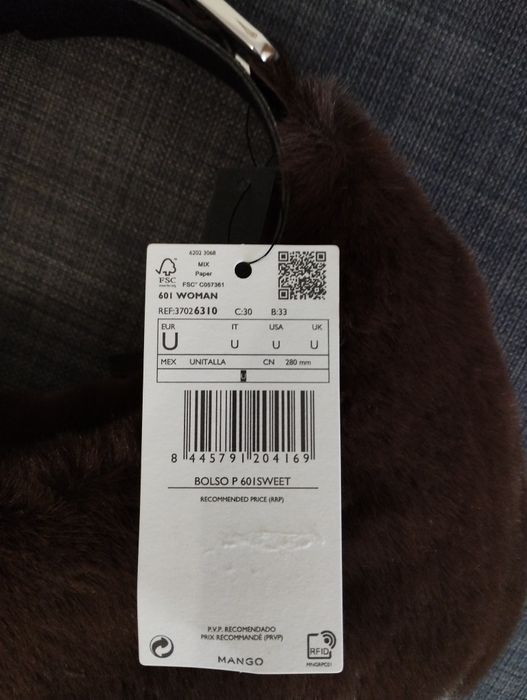 6202 3068
MIX
Paper
FSC® C057361
FSC
601 WOMAN
REF:37026310 C:30 B:33
EUR IT USA UK
U U U U
MEX UNITALLA CN 280 mm
U
8 445791 204169
BOLSO P 601SWEET
RECOMMENDED PRICE (RRP)
P.V.P. RECOMENDADO
PRIX RECOMMANDÉ (PRVP)
MANGO
RFID
MNGRPC01